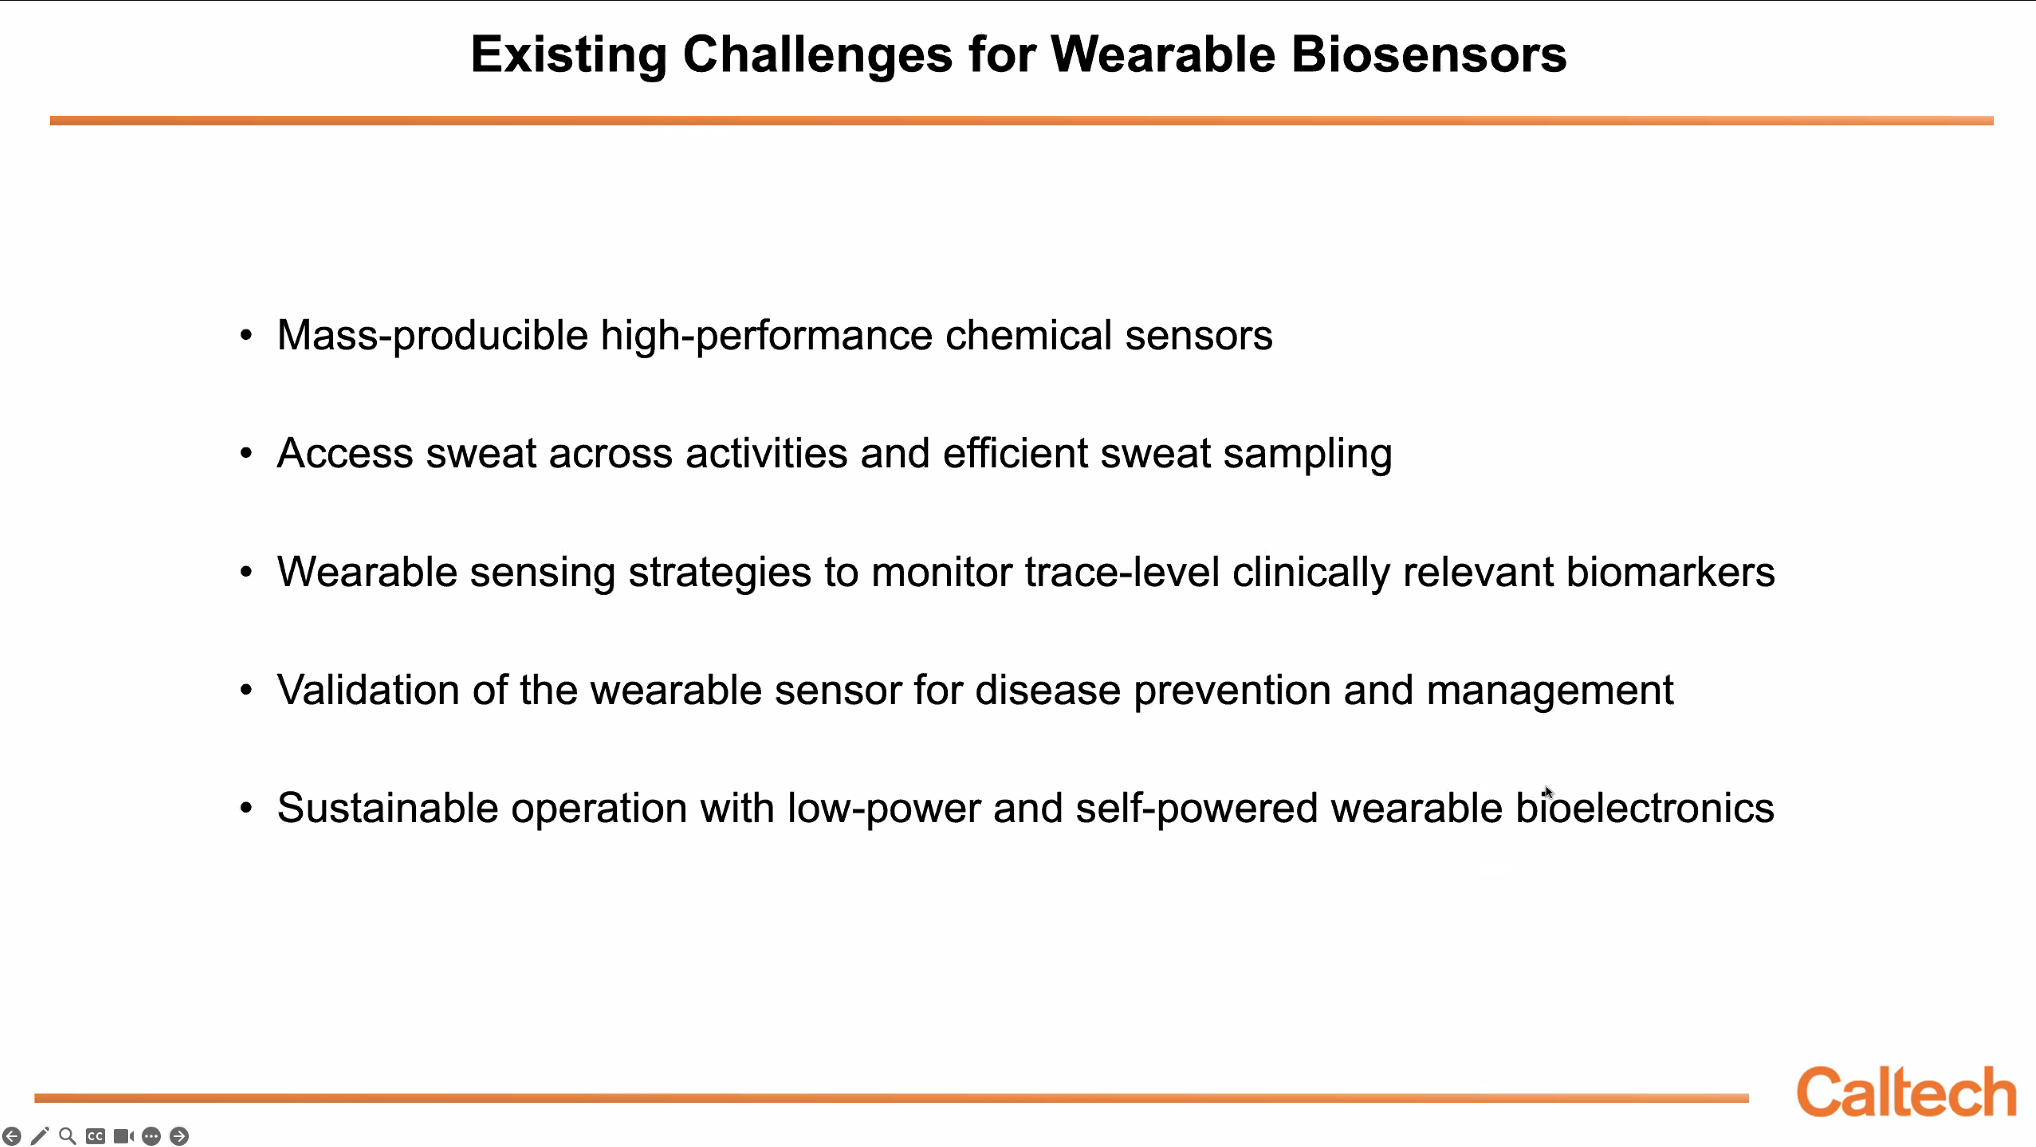 Existing Challenges for Wearable Biosensors
• Mass-producible high-performance chemical sensors
• Access sweat across activities and efficient sweat sampling
• Wearable sensing strategies to monitor trace-level clinically relevant biomarkers
• Validation of the wearable sensor for disease prevention and management
• Sustainable operation with low-power and self-powered wearable bioelectronics
Caltech
CC